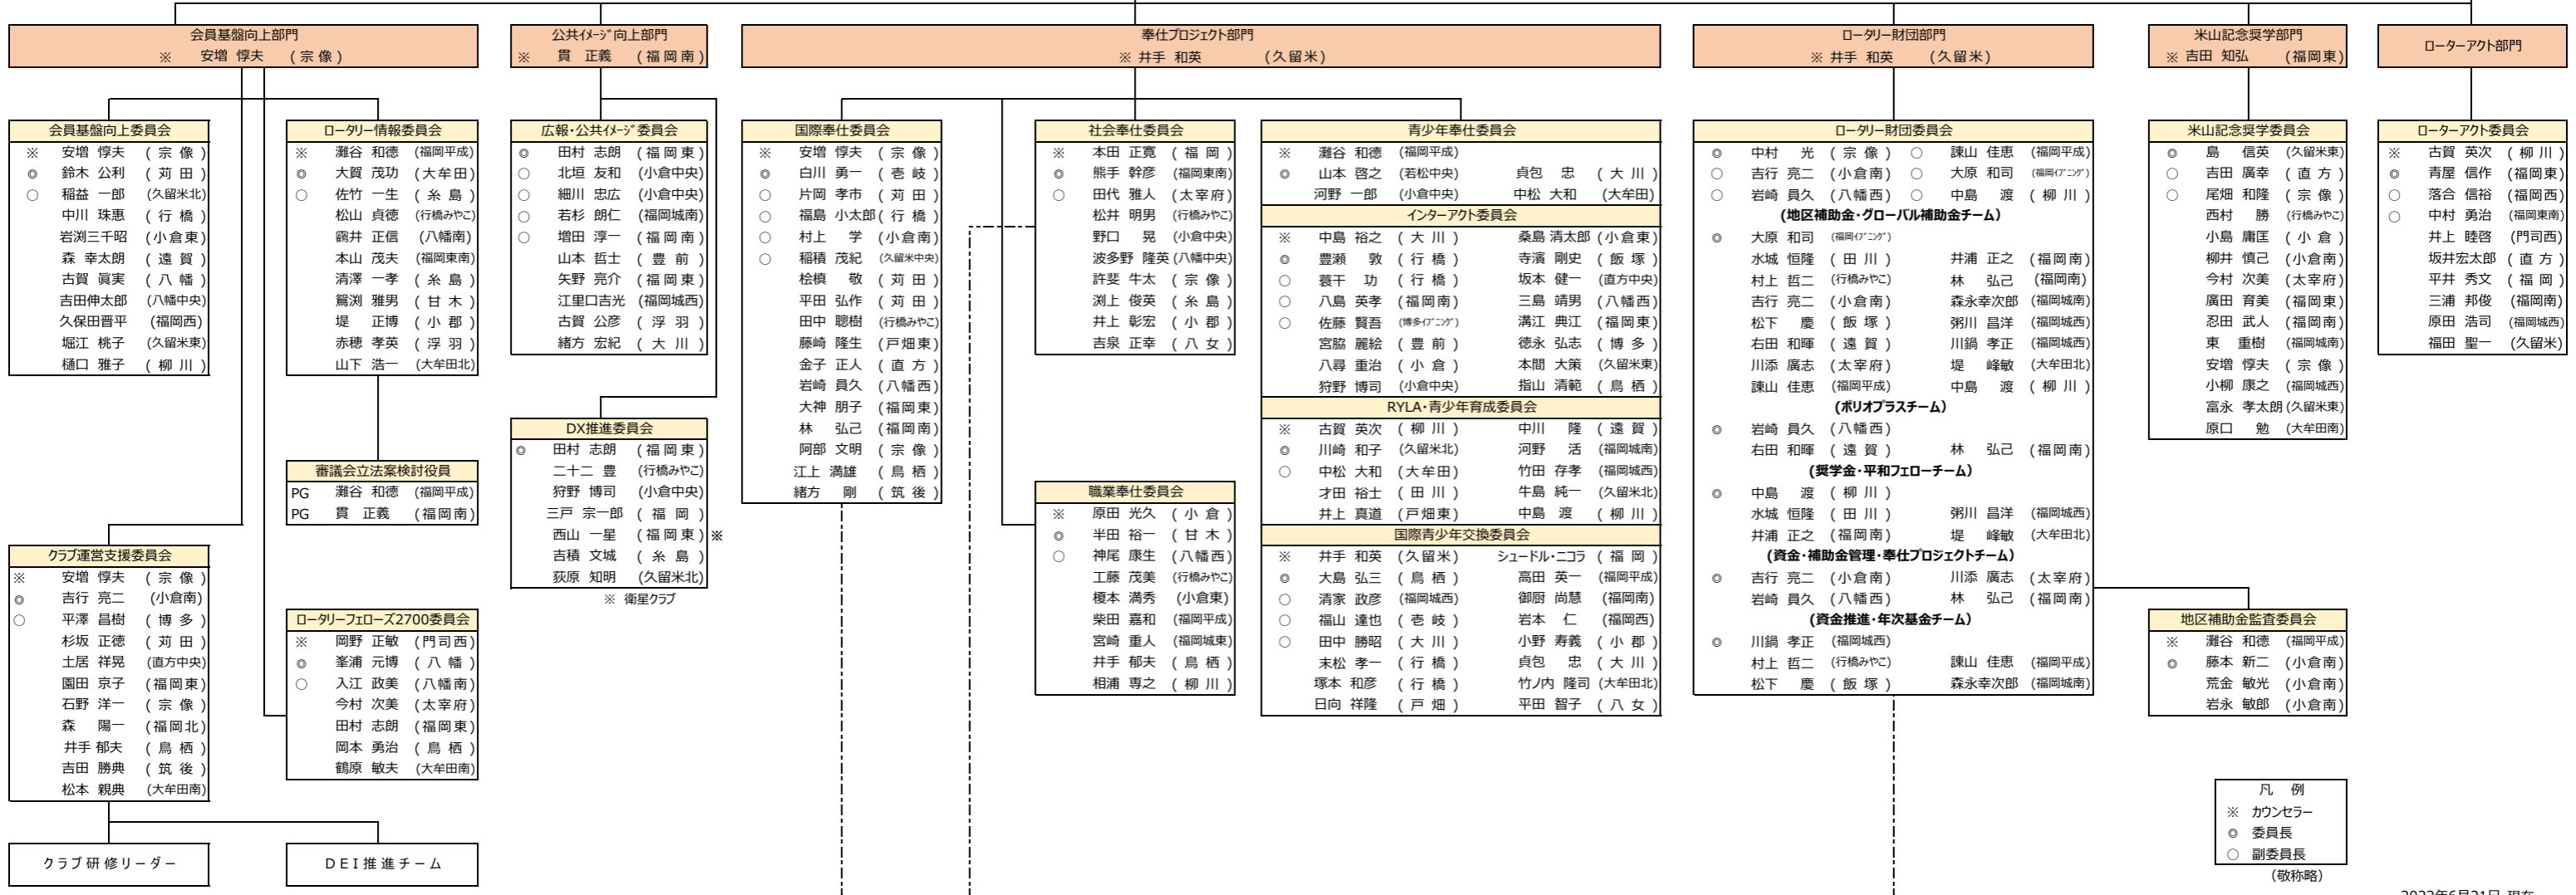 会員基盤向上部門
※ 安増 惇夫 (宗像)
公共イメージ向上部門
※ 貫 正義 (福岡南)
奉仕プロジェクト部門
※ 井手 和英 (久留米)
ロータリー財団部門
※ 井手 和英 (久留米)
米山記念奨学部門
※ 吉田 知弘 (福岡東)
ローターアクト部門
会員基盤向上委員会
※ 安増 惇夫 (宗像)
◎ 鈴木 公利 (苅田)
○ 稲益 一郎 (久留米北)
中川 珠惠 (行橋)
岩渕三千昭 (小倉東)
森 幸太朗 (遠賀)
古賀 眞実 (八幡)
吉田伸太郎 (八幡中央)
久保田晋平 (福岡西)
堀江 桃子 (久留米東)
樋口 雅子 (柳川)
ロータリー情報委員会
※ 灘谷 和德 (福岡平成)
◎ 大賀 茂功 (大牟田)
○ 佐竹 一生 (糸島)
松山 貞徳 (行橋みやこ)
靍井 正信 (八幡南)
本山 茂夫 (福岡東南)
清澤 一孝 (糸島)
鴛渕 雅男 (甘木)
堤 正博 (小郡)
赤穂 孝英 (浮羽)
山下 浩一 (大牟田北)
審議会立法案検討役員
PG 灘谷 和德 (福岡平成)
PG 貫 正義 (福岡南)
クラブ運営支援委員会
※ 安増 惇夫 (宗像)
◎ 吉行 亮二 (小倉南)
○ 平澤 昌樹 (博多)
杉坂 正徳 (苅田)
土居 祥晃 (直方中央)
園田 京子 (福岡東)
石野 洋一 (宗像)
森 陽一 (福岡北)
井手 郁夫 (鳥栖)
吉田 勝典 (筑後)
松本 親典 (大牟田南)
ロータリーフェローズ2700委員会
※ 岡野 正敏 (門司西)
◎ 峯浦 元博 (八幡)
○ 入江 政美 (八幡南)
今村 次美 (太宰府)
田村 志朗 (福岡東)
岡本 勇治 (鳥栖)
鶴原 敏夫 (大牟田南)
クラブ研修リーダー
DEI推進チーム
広報・公共イメージ委員会
◎ 田村 志朗 (福岡東)
○ 北垣 友和 (小倉中央)
○ 細川 忠広 (小倉中央)
○ 若杉 朗仁 (福岡城南)
○ 増田 淳一 (福岡南)
山本 哲士 (豊前)
矢野 亮介 (福岡東)
江里口吉光 (福岡城西)
古賀 公彦 (浮羽)
緒方 宏紀 (大川)
DX推進委員会
◎ 田村 志朗 (福岡東)
二十二 豊 (行橋みやこ)
狩野 博司 (小倉中央)
三戸 宗一郎 (福岡)
西山 一星 (福岡東)※
吉積 文城 (糸島)
荻原 知明 (久留米北)
※ 衛星クラブ
国際奉仕委員会
※ 安増 惇夫 (宗像)
◎ 白川 勇一 (壱岐)
○ 片岡 孝市 (苅田)
○ 福島 小太郎 (行橋)
○ 村上 学 (小倉南)
○ 稲積 茂紀 (久留米中央)
桧槙 敬 (苅田)
平田 弘作 (苅田)
田中 聰樹 (行橋みやこ)
藤崎 隆生 (戸畑東)
金子 正人 (直方)
岩崎 員久 (八幡西)
大神 朋子 (福岡東)
林 弘己 (福岡南)
阿部 文明 (宗像)
江上 満雄 (鳥栖)
緒方 剛 (筑後)
社会奉仕委員会
※ 本田 正寛 (福岡)
◎ 熊手 幹彦 (福岡東南)
○ 田代 雅人 (太宰府)
松井 明男 (行橋みやこ)
野口 晃 (小倉中央)
波多野 隆英 (八幡中央)
許斐 牛太 (宗像)
渕上 俊英 (糸島)
井上 彰宏 (小郡)
吉泉 正幸 (八女)
職業奉仕委員会
※ 原田 光久 (小倉)
◎ 半田 裕一 (甘木)
○ 神尾 康生 (八幡西)
工藤 茂美 (行橋みやこ)
榎本 満秀 (小倉東)
柴田 嘉和 (福岡平成)
宮崎 重人 (福岡城東)
井手 郁夫 (鳥栖)
相浦 専之 (柳川)
青少年奉仕委員会
※ 灘谷 和德 (福岡平成)
◎ 山本 啓之 (若松中央) 貞包 忠 (大川)
河野 一郎 (小倉中央) 中松 大和 (大牟田)
インターアクト委員会
※ 中島 裕之 (大川) 桑島 清太郎 (小倉東)
◎ 豊瀬 敦 (行橋) 寺濱 剛史 (飯塚)
○ 蓑干 功 (行橋) 坂本 健一 (直方中央)
○ 八島 英孝 (福岡南) 三島 靖男 (八幡西)
○ 佐藤 賢吾 (博多イブニング) 溝江 典江 (福岡東)
宮脇 麗絵 (豊前) 徳永 弘志 (博多)
八尋 重治 (小倉) 本間 大策 (久留米東)
狩野 博司 (小倉中央) 指山 清範 (鳥栖)
RYLA・青少年育成委員会
※ 古賀 英次 (柳川) 中川 隆 (遠賀)
◎ 川崎 和子 (久留米北) 河野 活 (福岡城南)
○ 中松 大和 (大牟田) 竹田 存孝 (福岡城西)
才田 裕士 (田川) 牛島 純一 (久留米北)
井上 真道 (戸畑東) 中島 渡 (柳川)
国際青少年交換委員会
※ 井手 和英 (久留米) シュードル・ニコラ (福岡)
◎ 大島 弘三 (鳥栖) 高田 英一 (福岡平成)
○ 清家 政彦 (福岡城西) 御厨 尚慧 (福岡南)
○ 福山 達也 (壱岐) 岩本 仁 (福岡西)
○ 田中 勝昭 (大川) 小野 寿義 (小郡)
末松 孝一 (行橋) 貞包 忠 (大川)
塚本 和彦 (行橋) 竹ノ内 隆司 (大牟田北)
日向 祥隆 (戸畑) 平田 智子 (八女)
ロータリー財団委員会
◎ 中村 光 (宗像) ○ 諫山 佳恵 (福岡平成)
○ 吉行 亮二 (小倉南) ○ 大原 和司 (福岡イブニング)
○ 岩崎 員久 (八幡西) ○ 中島 渡 (柳川)
(地区補助金・グローバル補助金チーム)
◎ 大原 和司 (福岡イブニング)
水城 恒隆 (田川) 井浦 正之 (福岡南)
村上 哲二 (行橋みやこ) 林 弘己 (福岡南)
吉行 亮二 (小倉南) 森永幸次郎 (福岡城南)
松下 慶 (飯塚) 粥川 昌洋 (福岡城西)
右田 和暉 (遠賀) 川鍋 孝正 (福岡城西)
川添 廣志 (太宰府) 堤 峰敏 (大牟田北)
諫山 佳恵 (福岡平成) 中島 渡 (柳川)
(ポリオプラスチーム)
◎ 岩崎 員久 (八幡西)
右田 和暉 (遠賀) 林 弘己 (福岡南)
(奨学金・平和フェローチーム)
◎ 中島 渡 (柳川)
水城 恒隆 (田川) 粥川 昌洋 (福岡城西)
井浦 正之 (福岡南) 堤 峰敏 (大牟田北)
(資金・補助金管理・奉仕プロジェクトチーム)
◎ 吉行 亮二 (小倉南) 川添 廣志 (太宰府)
岩崎 員久 (八幡西) 林 弘己 (福岡南)
(資金推進・年次基金チーム)
◎ 川鍋 孝正 (福岡城西)
村上 哲二 (行橋みやこ) 諫山 佳恵 (福岡平成)
松下 慶 (飯塚) 森永幸次郎 (福岡城南)
米山記念奨学委員会
◎ 島 信英 (久留米東)
○ 吉田 廣幸 (直方)
○ 尾畑 和隆 (宗像)
西村 勝 (行橋みやこ)
小島 庸匡 (小倉)
柳井 慎己 (小倉南)
今村 次美 (太宰府)
廣田 育美 (福岡東)
忍田 武人 (福岡南)
東 重樹 (福岡城南)
安増 惇夫 (宗像)
小柳 康之 (福岡城西)
富永 孝太朗 (久留米東)
原口 勉 (大牟田南)
地区補助金監査委員会
※ 灘谷 和德 (福岡平成)
◎ 藤本 新二 (小倉南)
荒金 敏光 (小倉南)
岩永 敏郎 (小倉南)
ローターアクト委員会
※ 古賀 英次 (柳川)
◎ 青屋 信作 (福岡東)
○ 落合 信裕 (福岡西)
○ 中村 勇治 (福岡東南)
井上 睦啓 (門司西)
坂井宏太郎 (直方)
平井 秀文 (福岡)
三浦 邦俊 (福岡南)
原田 浩司 (福岡城西)
福田 聖一 (久留米)
凡 例
※ カウンセラー
◎ 委員長
○ 副委員長
(敬称略)